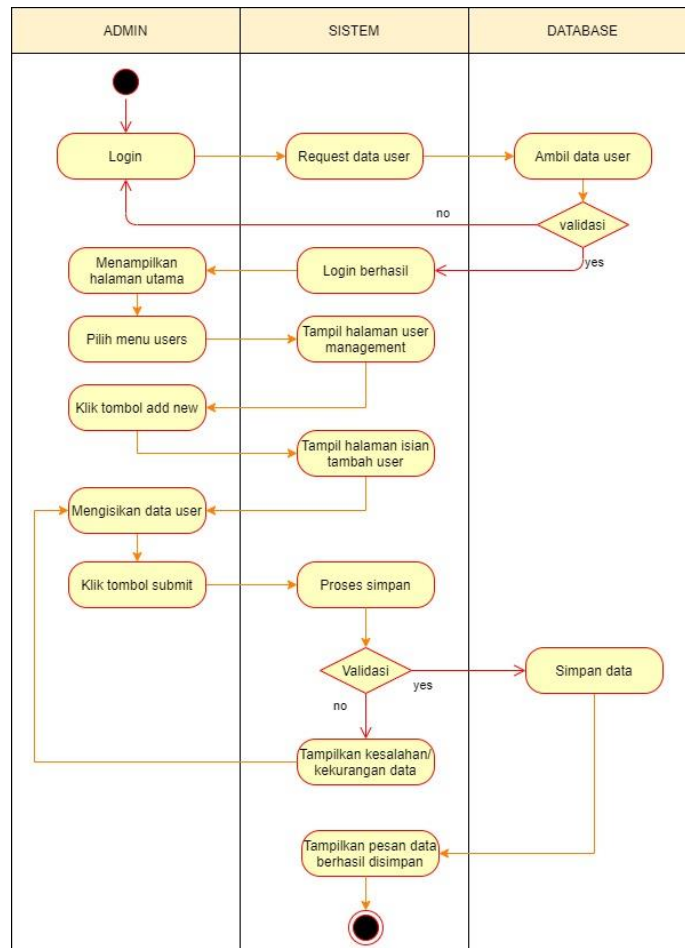 ADMIN
SISTEM
DATABASE
Login
Request data user
Ambil data user
no
validasi
yes
Menampilkan
halaman utama
Login berhasil
Pilih menu users
Tampil halaman user
management
Klik tombol add new
Tampil halaman isian
tambah user
Mengisikan data user
Klik tombol submit
Proses simpan
Validasi
yes
Simpan data
no
Tampilkan kesalahan/
kekurangan data
Tampilkan pesan data
berhasil disimpan